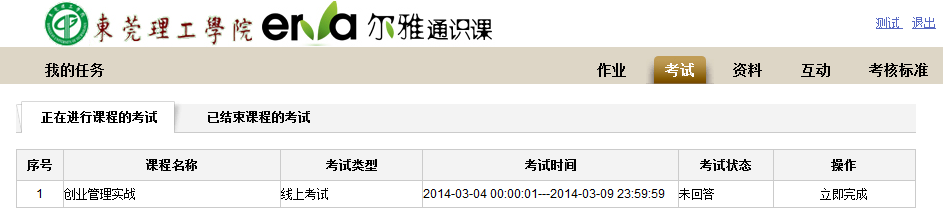 東莞理工學院 erya 尔雅通识课
测试 退出
我的任务 作业 考试 资料 互动 考核标准
正在进行课程的考试 已结束课程的考试
序号 课程名称 考试类型 考试时间 考试状态 操作
1 创业管理实战 线上考试 2014-03-04 00:00:01---2014-03-09 23:59:59 未回答 立即完成